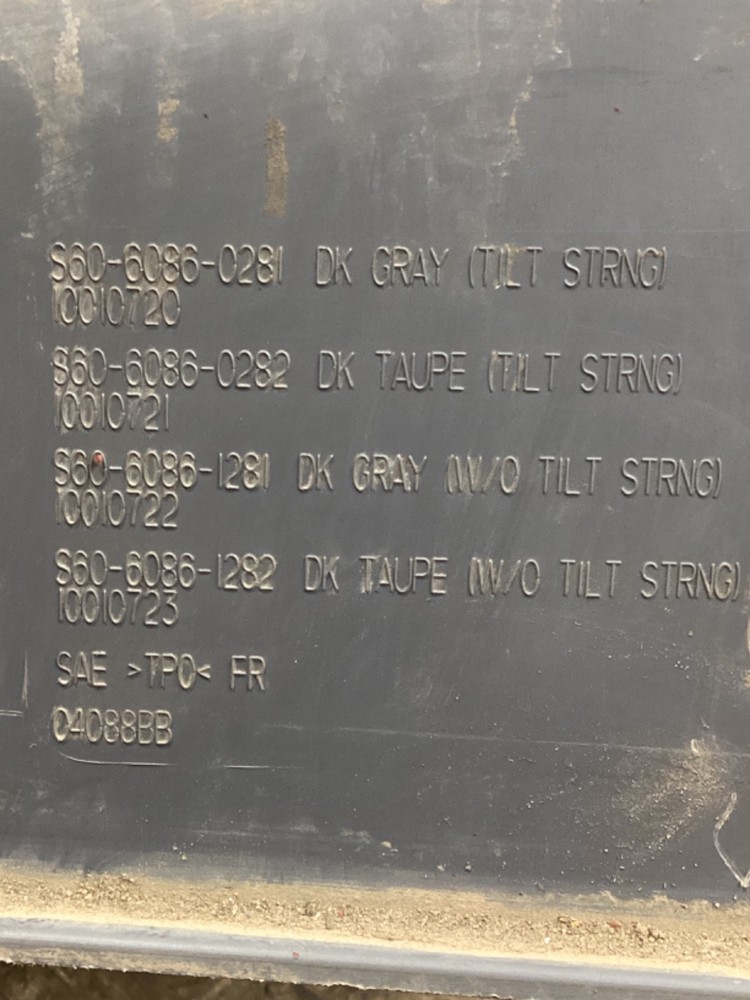 S60-6086-0281 DK GRAY (TILT STRNG)
10010720
S60-6086-0282 DK TAUPE (TILT STRNG)
10010721
S60-6086-1281 DK GRAY (W/O TILT STRNG)
10010722
S60-6086-1282 DK TAUPE (W/O TILT STRNG)
10010723
SAE >TPO< FR
04088BB